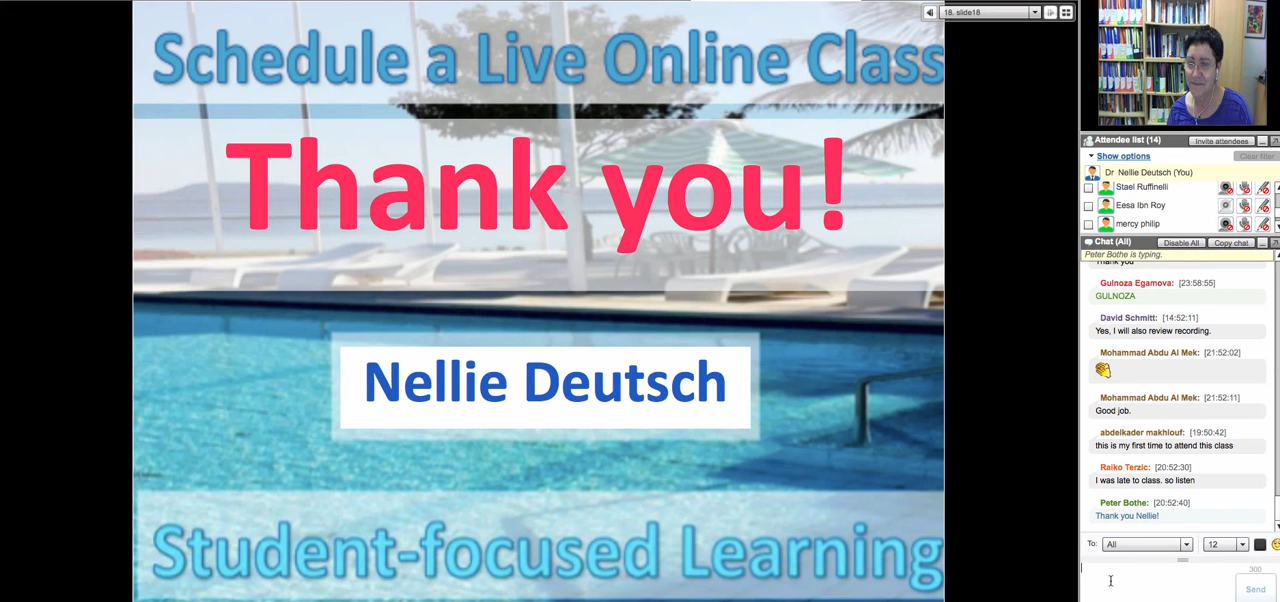 Schedule a Live Online Class
Thank you!
Nellie Deutsch
Student-focused Learning
18. slide18
Attendee list (14)
Invite attendees
Show options
Clear filter
Dr Nellie Deutsch (You)
Stael Ruffinelli
Eesa Ibn Roy
mercy philip
Chat (All)
Disable All
Copy chat
Peter Bothe is typing.
Thank you
Gulnoza Egamova: [23:58:55]
GULNOZA
David Schmitt: [14:52:11]
Yes, I will also review recording.
Mohammad Abdu Al Mek: [21:52:02]
Mohammad Abdu Al Mek: [21:52:11]
Good job.
abdelkader makhlouf: [19:50:42]
this is my first time to attend this class
Raiko Terzic: [20:52:30]
I was late to class. so listen
Peter Bothe: [20:52:40]
Thank you Nellie!
To: All 12
300
Send